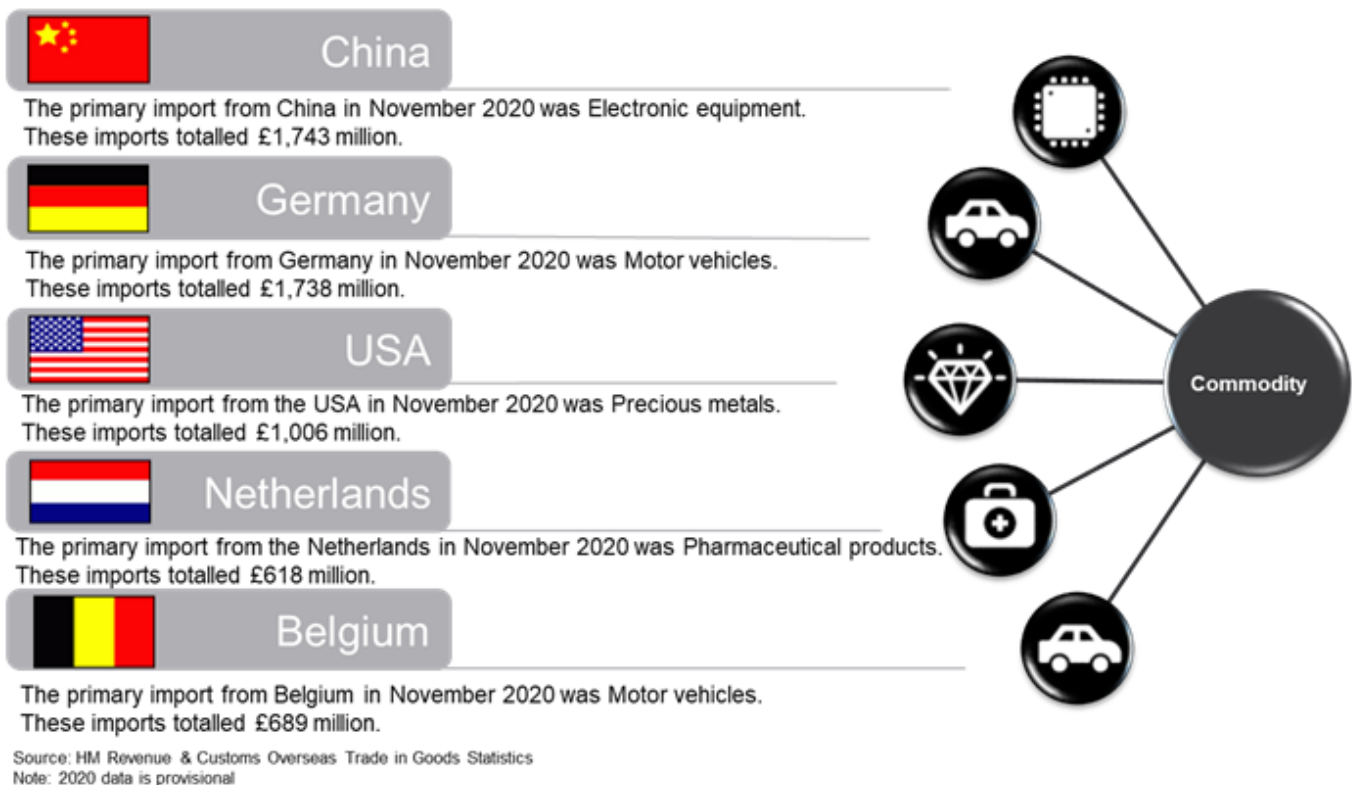 China
The primary import from China in November 2020 was Electronic equipment.
These imports totalled £1,743 million.
Germany
The primary import from Germany in November 2020 was Motor vehicles.
These imports totalled £1,738 million.
USA
The primary import from the USA in November 2020 was Precious metals.
These imports totalled £1,006 million.
Netherlands
The primary import from the Netherlands in November 2020 was Pharmaceutical products.
These imports totalled £618 million.
Belgium
The primary import from Belgium in November 2020 was Motor vehicles.
These imports totalled £689 million.
Commodity
Source: HM Revenue & Customs Overseas Trade in Goods Statistics
Note: 2020 data is provisional